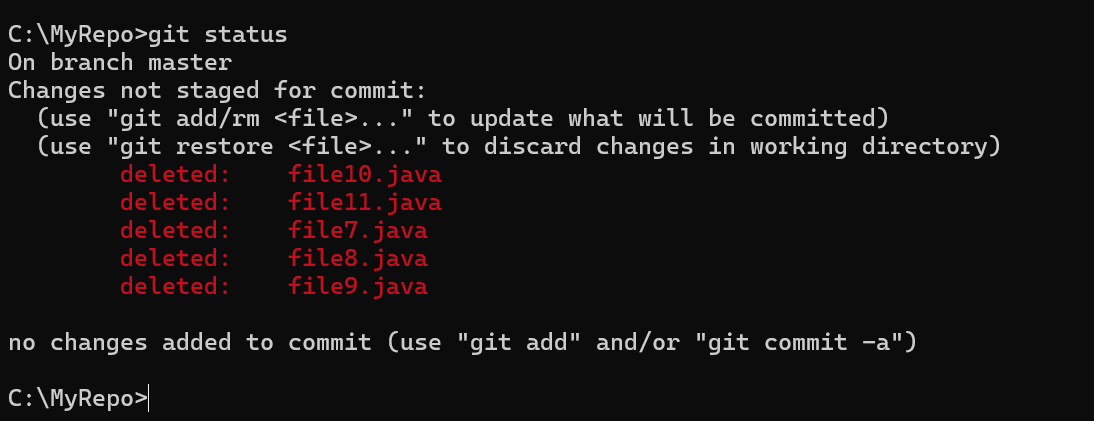 C:\MyRepo>git status
On branch master
Changes not staged for commit:
  (use "git add/rm <file>..." to update what will be committed)
  (use "git restore <file>..." to discard changes in working directory)
        deleted:    file10.java
        deleted:    file11.java
        deleted:    file7.java
        deleted:    file8.java
        deleted:    file9.java

no changes added to commit (use "git add" and/or "git commit -a")

C:\MyRepo>